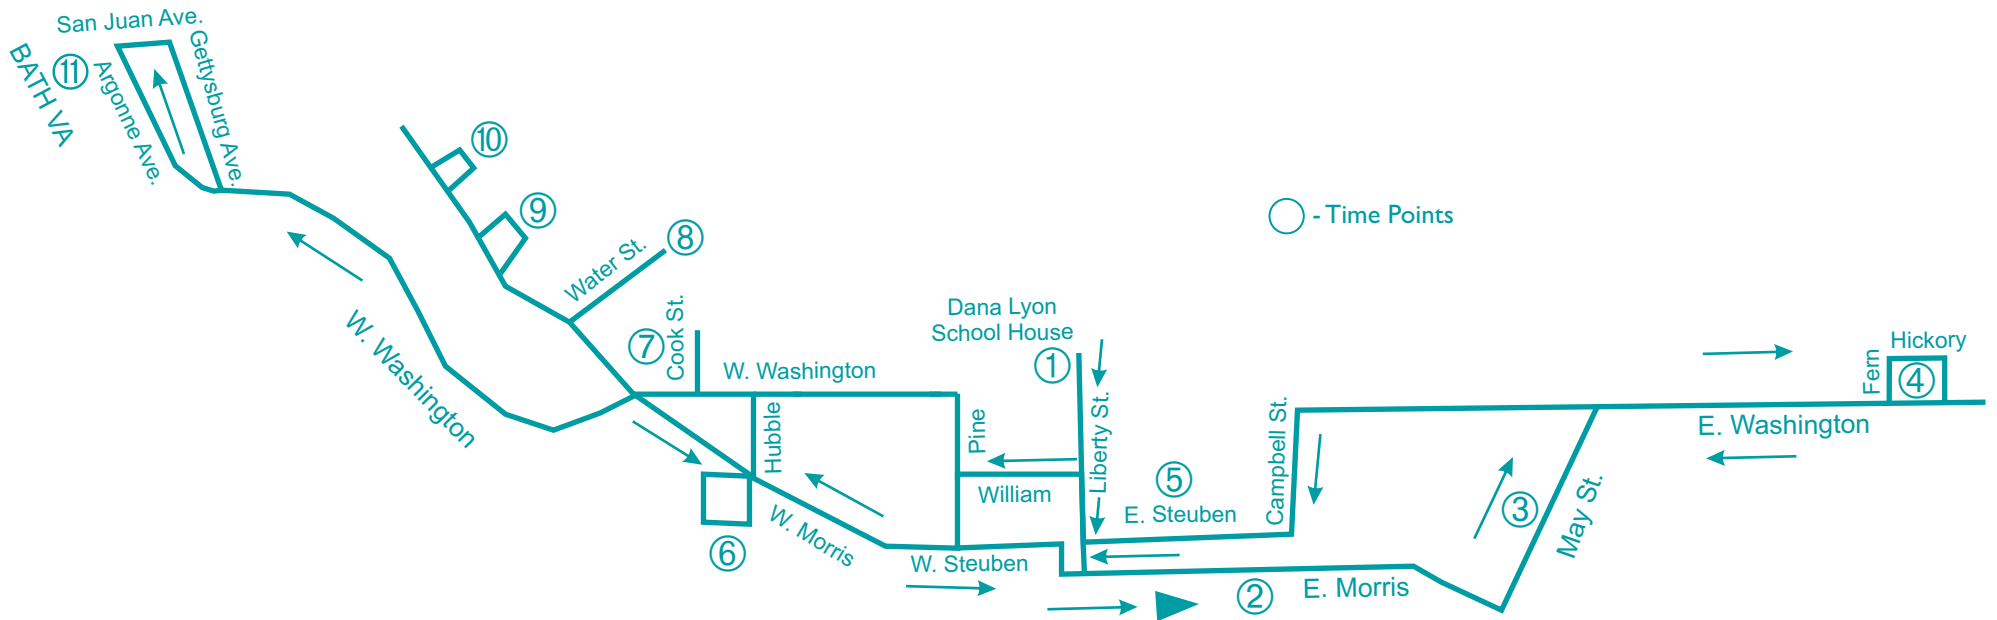 San Juan Ave.
Gettysburg Ave.
BATH VA
⑪
Argonne Ave.
⑩
⑨
⑧
Water St.
- Time Points
W. Washington
⑦
Cook St.
W. Washington
Dana Lyon
School House
①
Liberty St.
Hubble
Pine
William
⑤
E. Steuben
Campbell St.
③
May St.
Fern
Hickory
④
E. Washington
⑥
W. Morris
W. Steuben
②
E. Morris